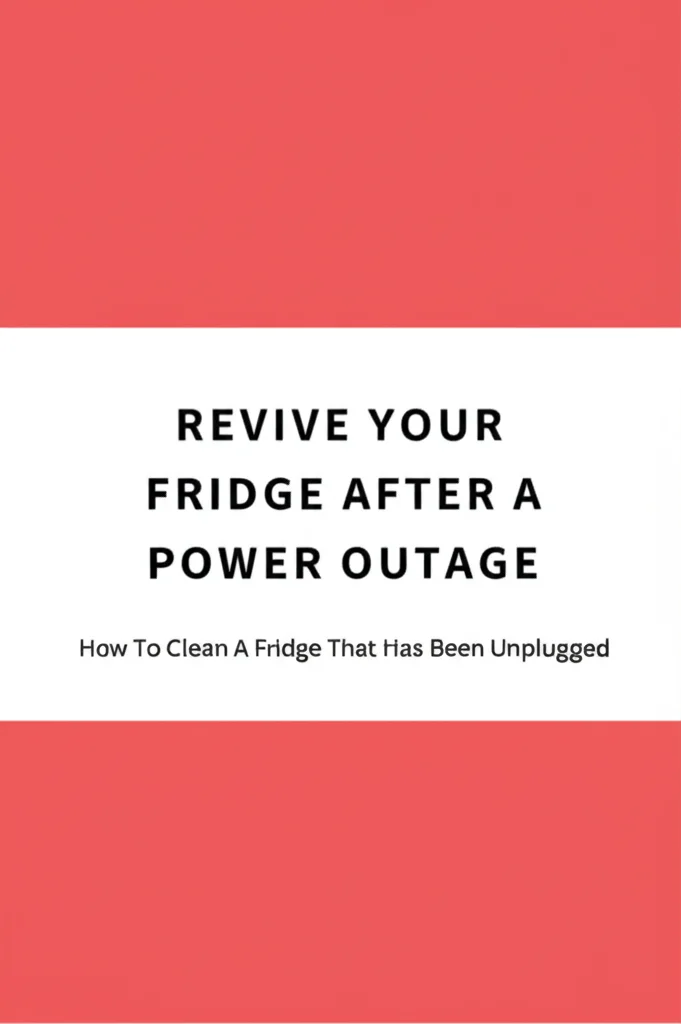 REVIVE YOUR
FRIDGE AFTER A
POWER OUTAGE
How To Clean A Fridge That Has Been Unplugged